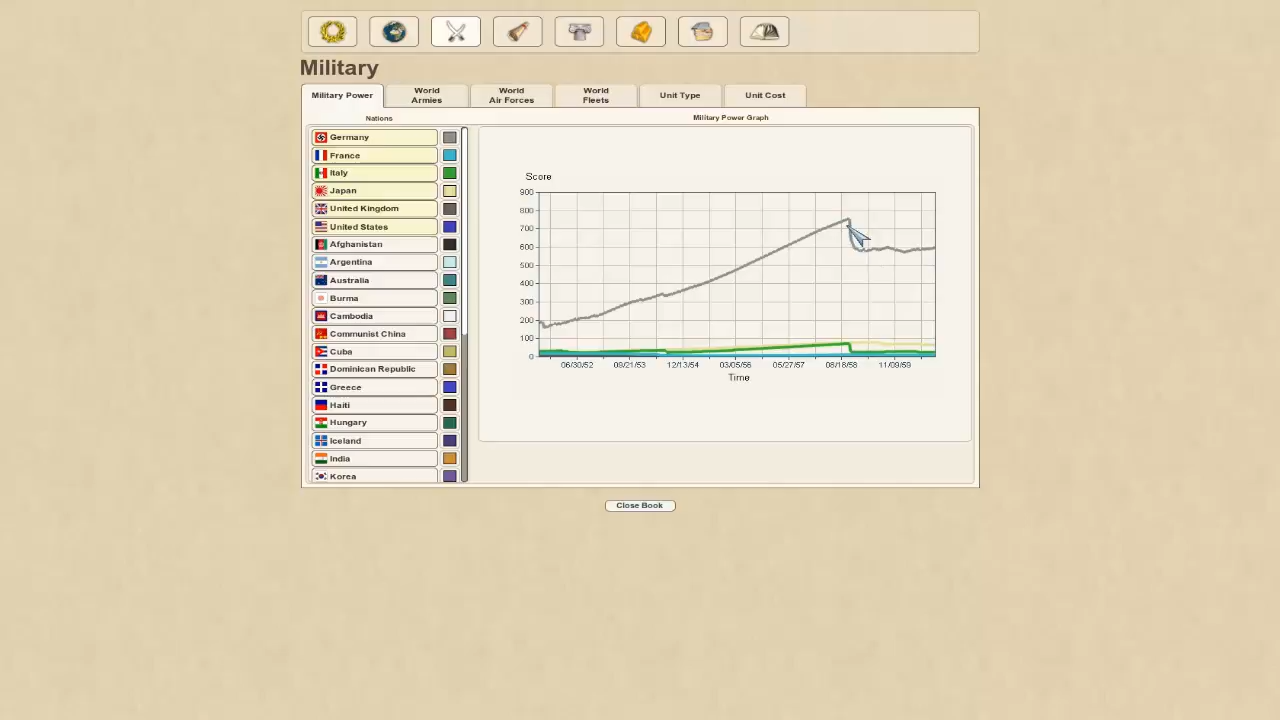 Military
Military Power
World
Armies
World
Air Forces
World
Fleets
Unit Type
Unit Cost
Nations
Military Power Graph
Germany
France
Italy
Japan
United Kingdom
United States
Afghanistan
Argentina
Australia
Burma
Cambodia
Communist China
Cuba
Dominican Republic
Greece
Haiti
Hungary
Iceland
India
Korea
Score
900
800
700
600
500
400
300
200
100
0
06/30/52
09/21/53
12/13/54
03/05/56
05/27/57
08/18/58
11/09/59
Time
Close Book